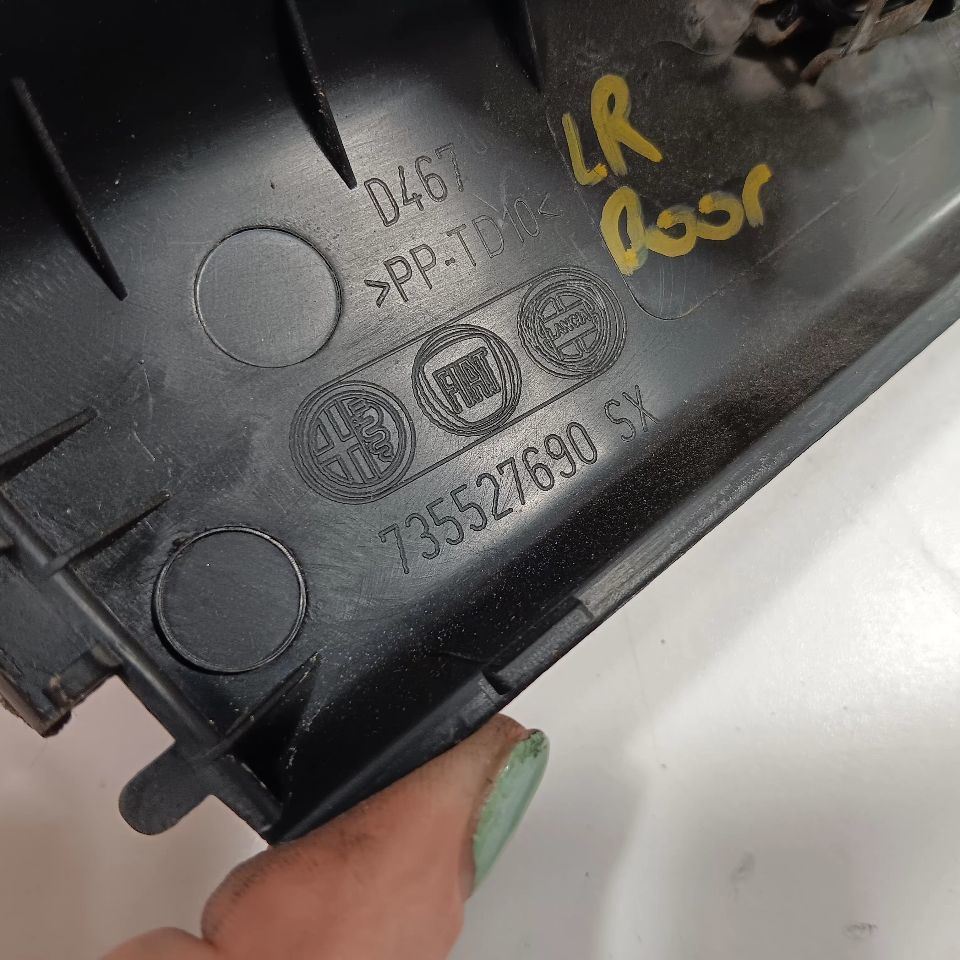 LR
Door
D467
>PP-TD10<
FIAT
LANCIA
735527690 SX